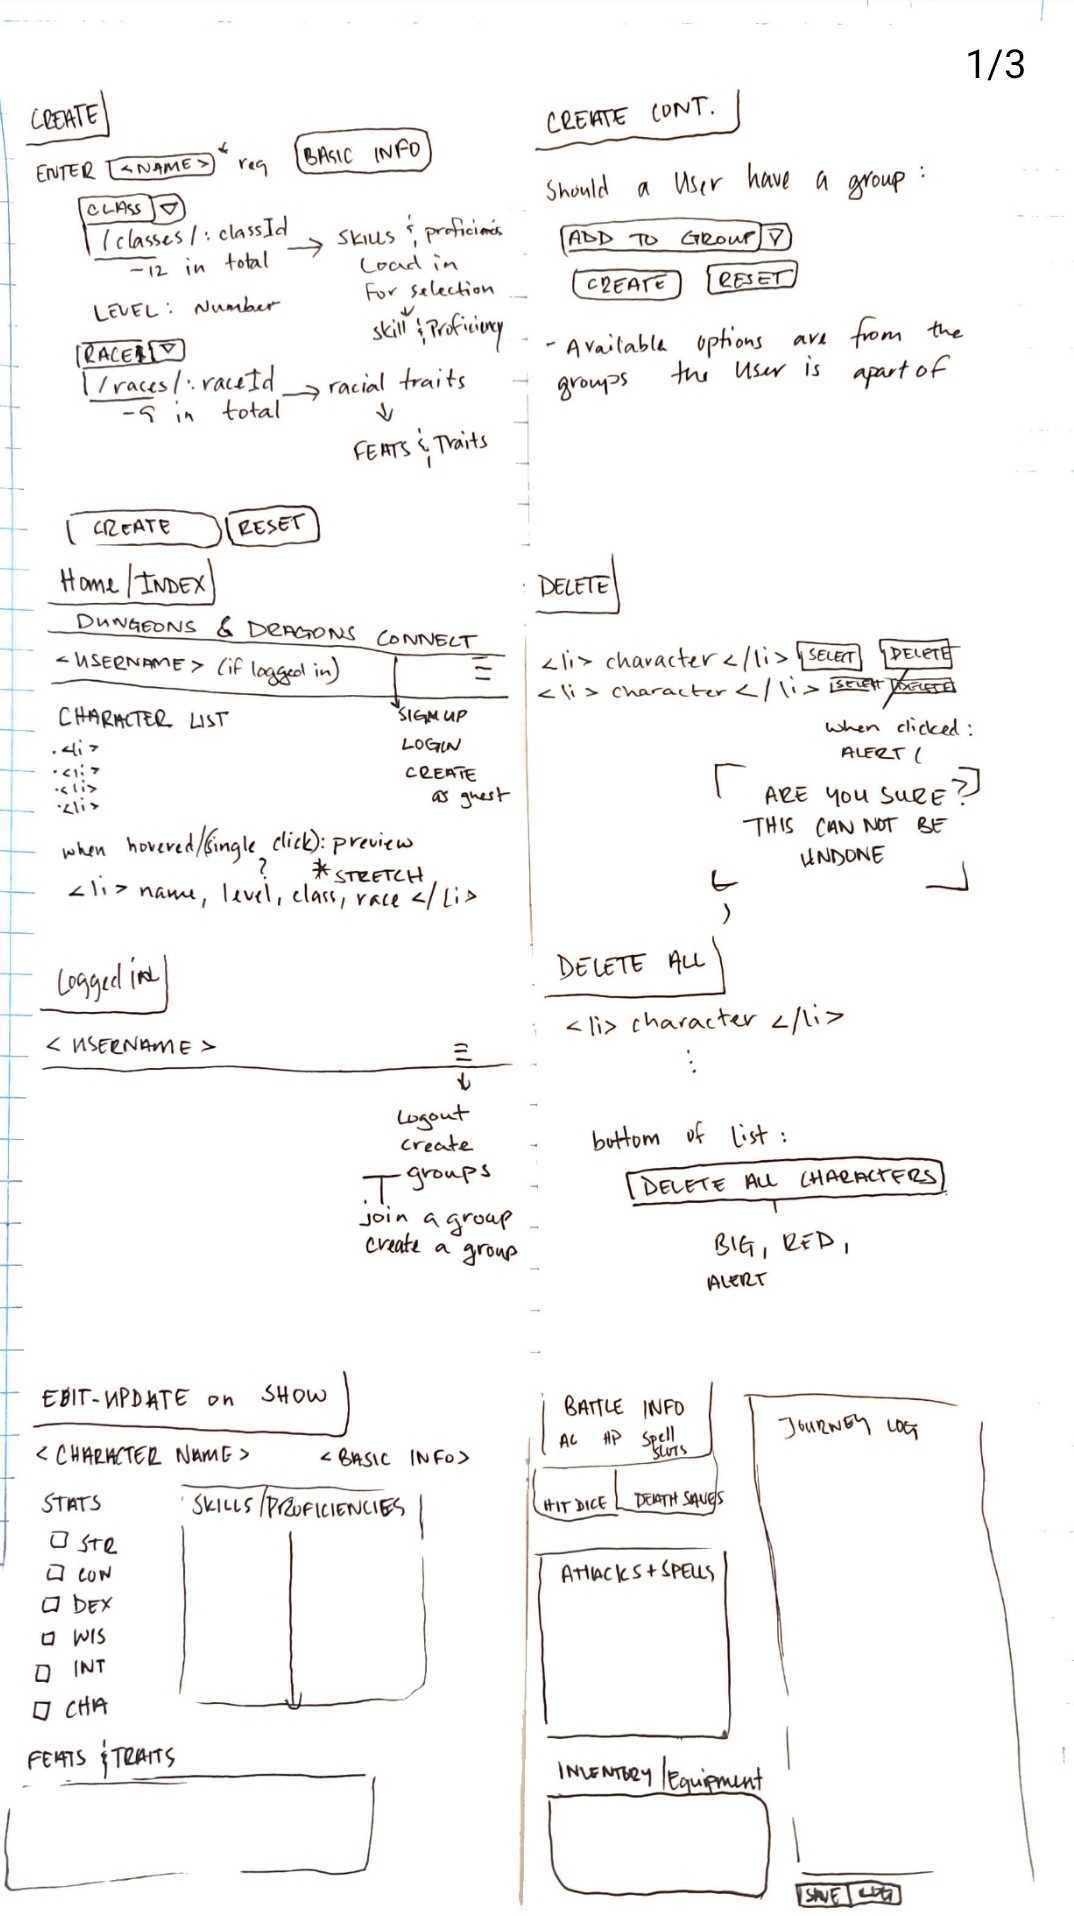 1/3
CREATE
ENTER <NAME> * req
BASIC INFO
CLASS
/classes/:classId → SKILLS & proficiencies
~12 in total
Load in
For selection
LEVEL: Number
skill & Proficiency
RACE
/races/:raceId → racial traits
~9 in total
FEATS & Traits
CREATE
RESET
CREATE CONT.
Should a User have a group:
ADD TO GROUP
CREATE
RESET
- Available options are from the
groups the User is apart of
Home/INDEX
DUNGEONS & DRAGONS CONNECT
<USERNAME> (if logged in)
CHARACTER LIST
SIGNUP
. <li>
LOGIN
. <li>
CREATE
. <li>
as guest
. <li>
when hovered/(single click): preview
?
* STRETCH
<li> name, level, class, race </li>
DELETE
<li> character </li> SELECT DELETE
<li> character </li> SELECT DELETE
when clicked:
ALERT (
ARE YOU SURE?
THIS CAN NOT BE
UNDONE
)
Logged in
<USERNAME>
Logout
create
groups
join a group
create a group
DELETE ALL
<li> character </li>
bottom of list:
DELETE ALL CHARACTERS
BIG, RED,
ALERT
EDIT-UPDATE on SHOW
<CHARACTER NAME> <BASIC INFO>
STATS
SKILLS/PROFICIENCIES
STR
CON
DEX
WIS
INT
CHA
FEATS & TRAITS
BATTLE INFO
AC HP Spell
SLOTS
HIT DICE DEATH SAVES
ATTACKS + SPELLS
INVENTORY/Equipment
JOURNEY LOG
SAVE LOG